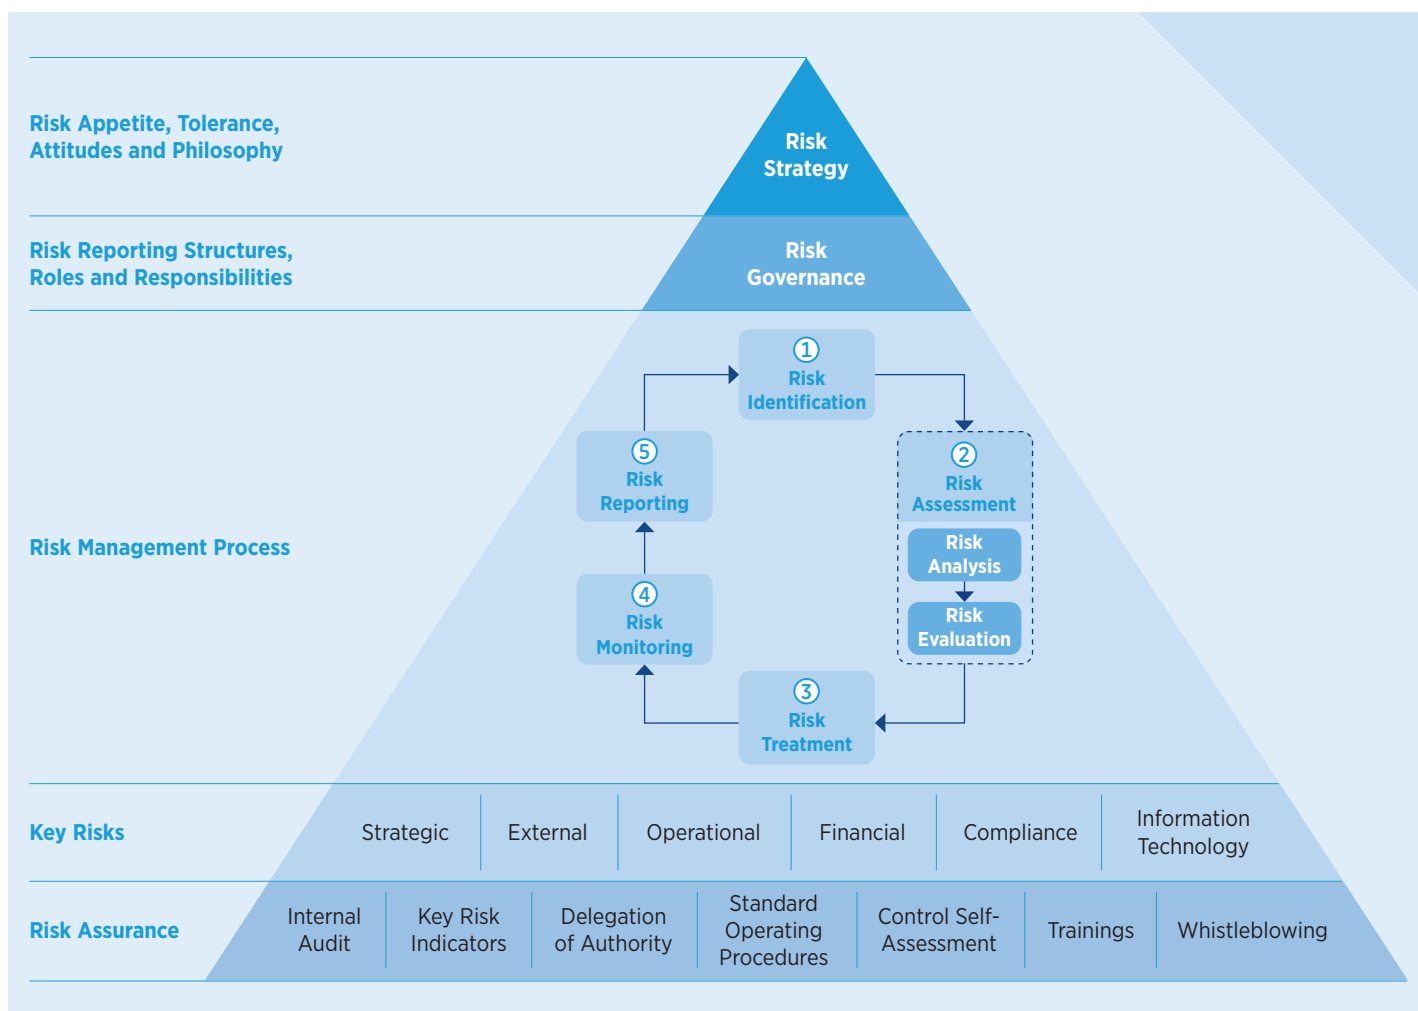 Risk Appetite, Tolerance,
Attitudes and Philosophy
Risk
Strategy
Risk Reporting Structures,
Roles and Responsibilities
Risk
Governance
Risk Management Process
1
Risk
Identification
2
Risk
Assessment
Risk
Analysis
Risk
Evaluation
3
Risk
Treatment
4
Risk
Monitoring
5
Risk
Reporting
Key Risks
Strategic
External
Operational
Financial
Compliance
Information
Technology
Risk Assurance
Internal
Audit
Key Risk
Indicators
Delegation
of Authority
Standard
Operating
Procedures
Control Self-
Assessment
Trainings
Whistleblowing